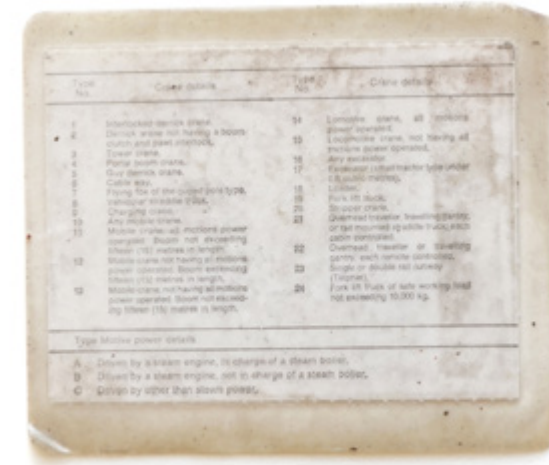 Type No. Crane details Type No. Crane details
1 Interlocked derrick crane.
2 Derrick crane not having a boom
clutch and pawl interlock.
3 Tower crane.
4 Portal boom crane.
5 Guy derrick crane.
6 Cable way.
7 Flying fox of the guyed pole type.
8 straddle truck.
9 Charging crane.
10 Any mobile crane.
11 Mobile crane all motions power
operated. Boom not exceeding
fifteen (15) metres in length.
12 Mobile crane not having all motions
power operated. Boom exceeding
fifteen (15) metres in length.
13 Mobile crane, not having all motions
power operated. Boom not exceed-
ing fifteen (15) metres in length.
14 Locomotive crane, all motions
power operated.
15 Locomotive crane, not having all
motions power operated.
16 Any excavator.
17 Excavator tractor type under
cubic metres.
18 Loader.
19 Fork lift truck.
20 Stripper crane.
21 Overhead traveller, travelling gantry,
or rail mounted straddle truck, each
cabin controlled.
22 Overhead traveller or travelling
gantry, each remote controlled.
23 Single or double rail runway
(Telpher).
24 Fork lift truck of safe working load
not exceeding 10,000 kg.
Type Motive power details
A Driven by a steam engine, in charge of a steam boiler.
B Driven by a steam engine, not in charge of a steam boiler.
C Driven by other than steam power.